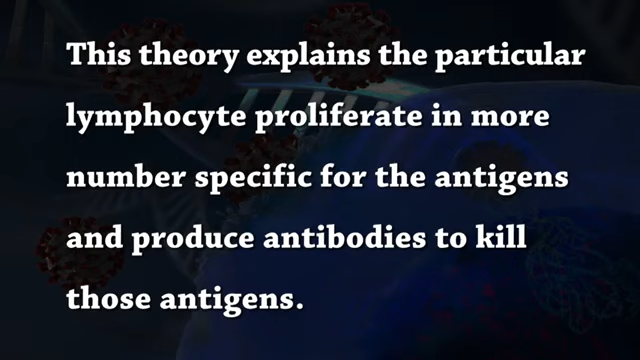 This theory explains the particular
lymphocyte proliferate in more
number specific for the antigens
and produce antibodies to kill
those antigens.